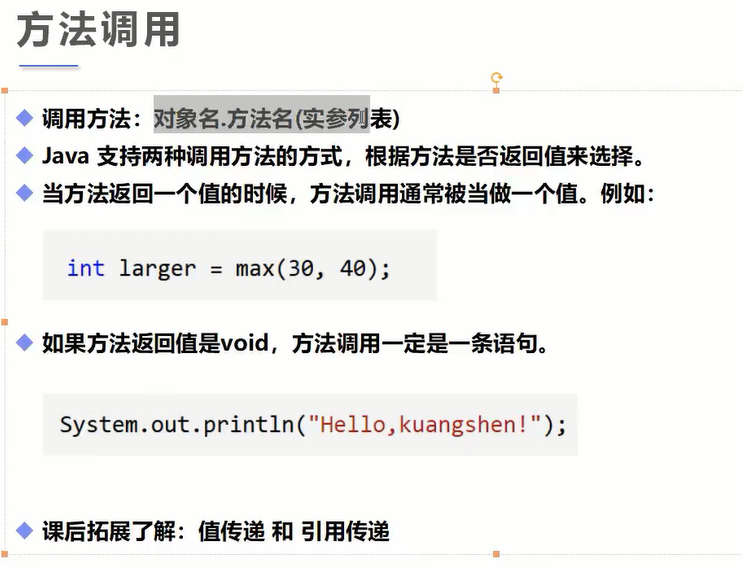 方法调用
调用方法：对象名.方法名(实参列表)
Java 支持两种调用方法的方式，根据方法是否返回值来选择。
当方法返回一个值的时候，方法调用通常被当做一个值。例如：
int larger = max(30, 40);
如果方法返回值是void，方法调用一定是一条语句。
System.out.println("Hello,kuangshen!");
课后拓展了解：值传递 和 引用传递